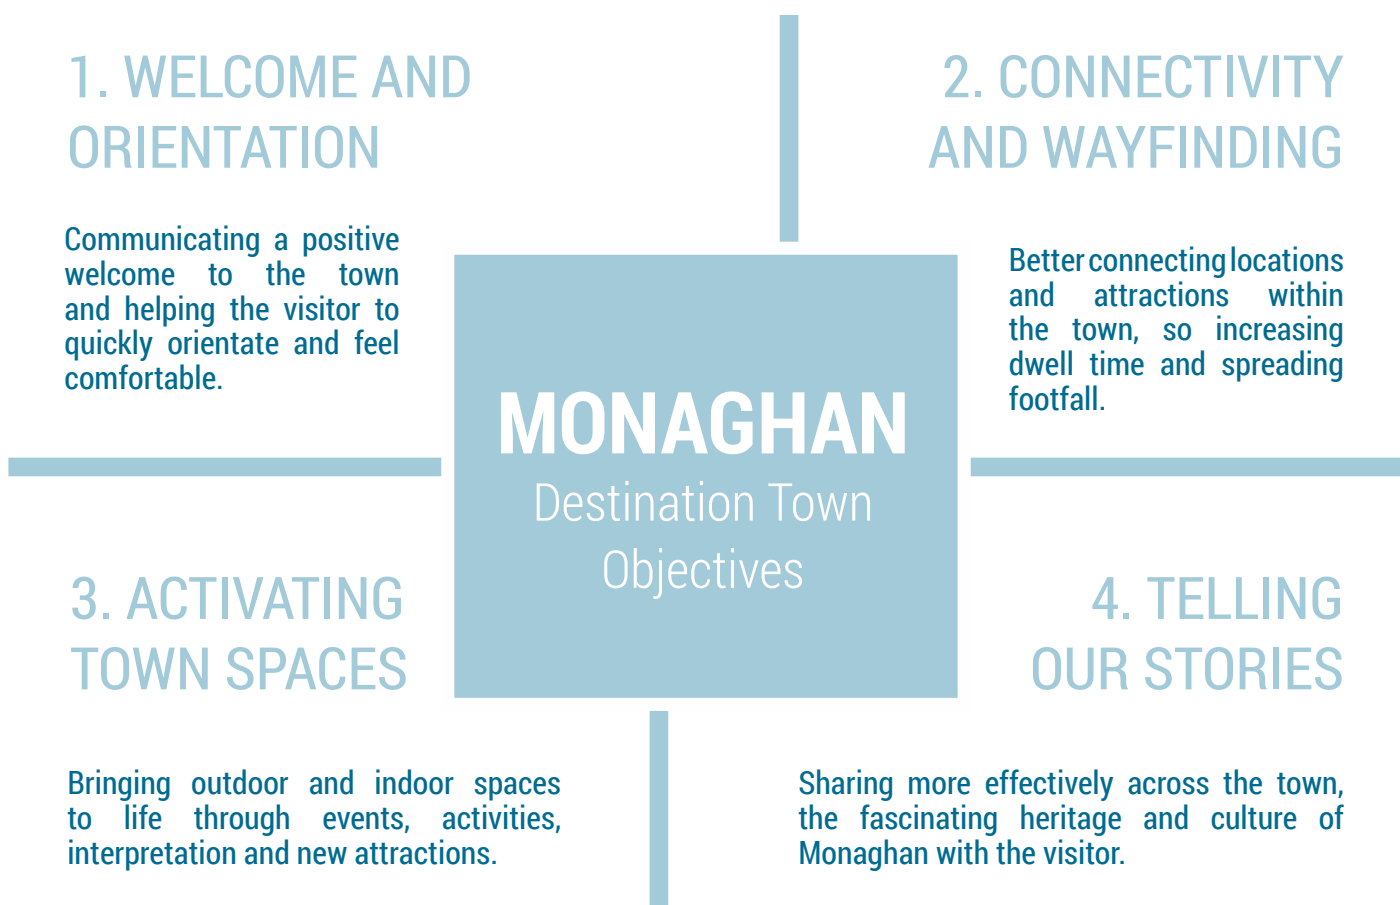 1. WELCOME AND
ORIENTATION
Communicating a positive
welcome to the town
and helping the visitor to
quickly orientate and feel
comfortable.
2. CONNECTIVITY
AND WAYFINDING
Better connecting locations
and attractions within
the town, so increasing
dwell time and spreading
footfall.
MONAGHAN
Destination Town
Objectives
3. ACTIVATING
TOWN SPACES
Bringing outdoor and indoor spaces
to life through events, activities,
interpretation and new attractions.
4. TELLING
OUR STORIES
Sharing more effectively across the town,
the fascinating heritage and culture of
Monaghan with the visitor.